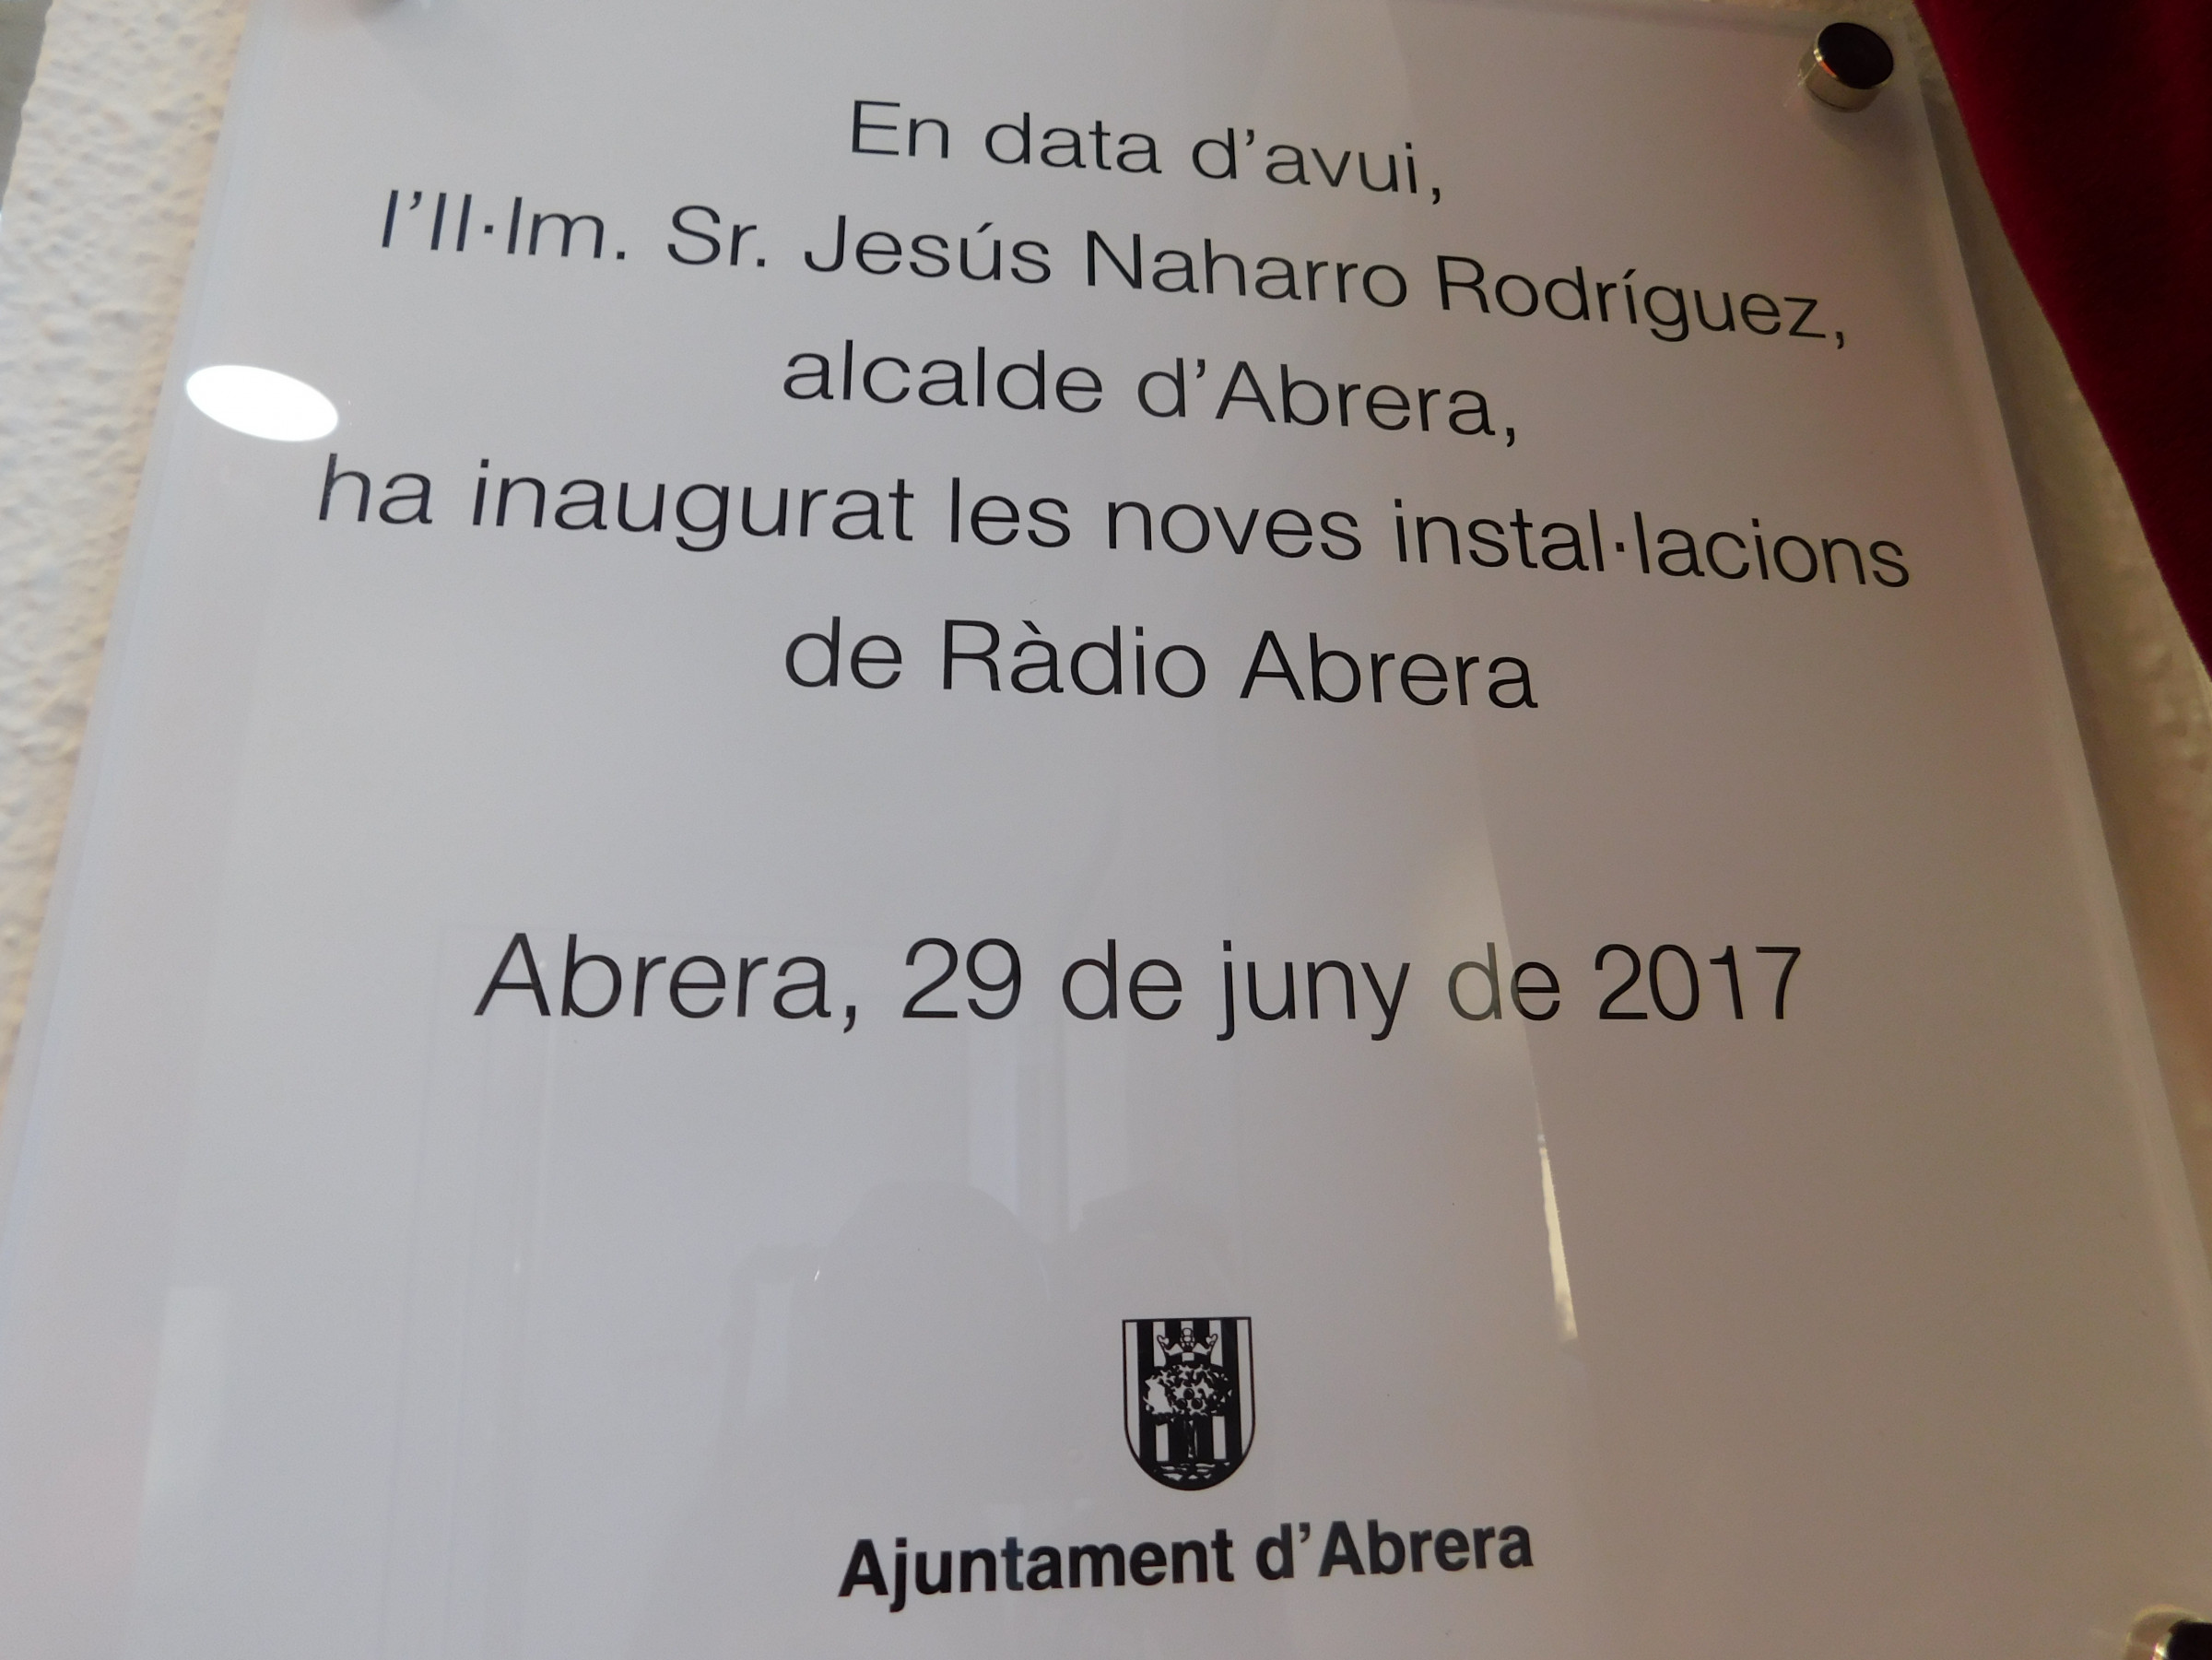 En data d'avui,
l'Il·lm. Sr. Jesús Naharro Rodríguez,
alcalde d'Abrera,
ha inaugurat les noves instal·lacions
de Ràdio Abrera
Abrera, 29 de juny de 2017
Ajuntament d'Abrera